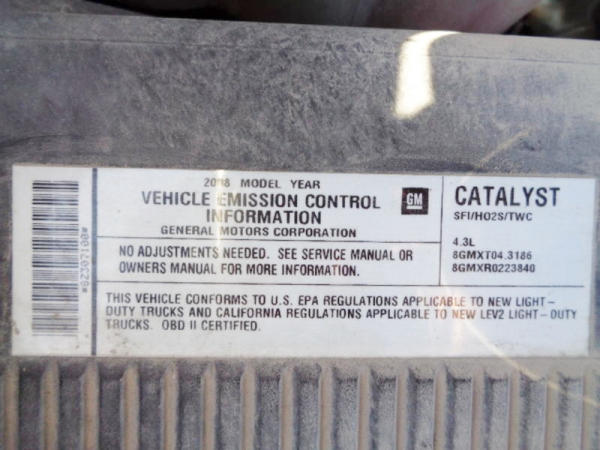 2008 MODEL YEAR
VEHICLE EMISSION CONTROL
INFORMATION
GENERAL MOTORS CORPORATION
GM
CATALYST
SFI/HO2S/TWC
4.3L
8GMXT04.3186
8GMXR0223840
NO ADJUSTMENTS NEEDED. SEE SERVICE MANUAL OR
OWNERS MANUAL FOR MORE INFORMATION.
THIS VEHICLE CONFORMS TO U.S. EPA REGULATIONS APPLICABLE TO NEW LIGHT-
DUTY TRUCKS AND CALIFORNIA REGULATIONS APPLICABLE TO NEW LEV2 LIGHT-DUTY
TRUCKS. OBD II CERTIFIED.